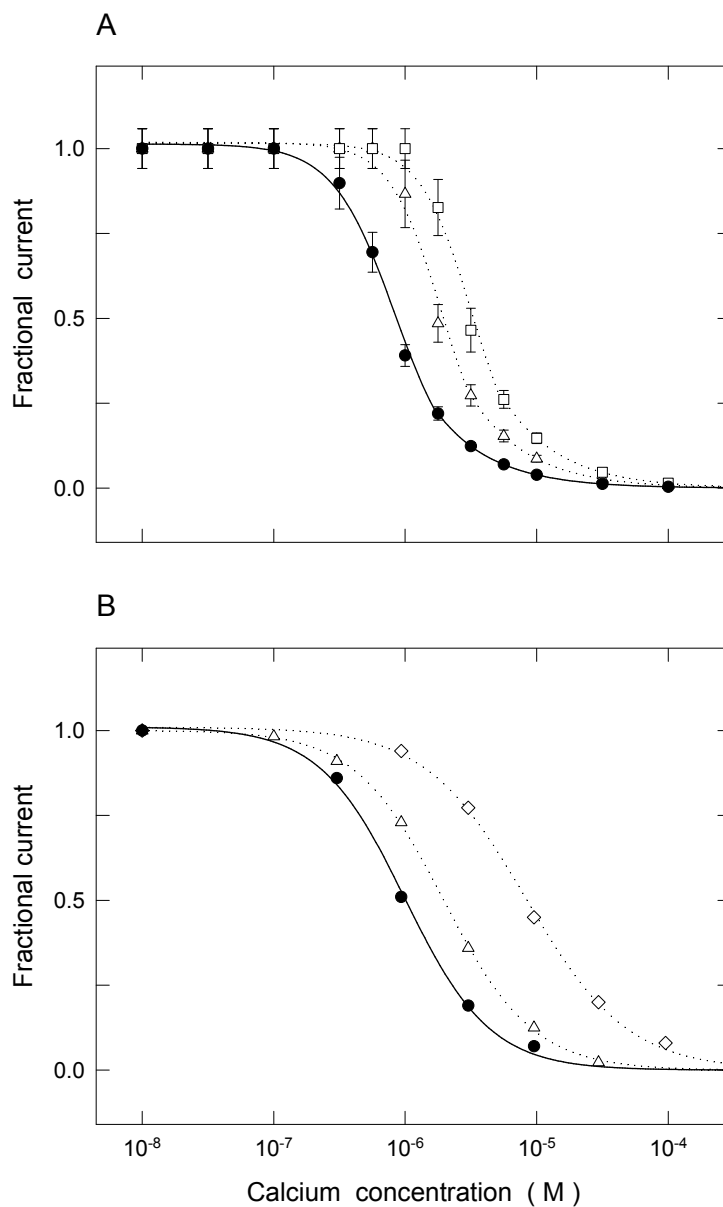 A
1.0
0.5
0.0
Fractional current
B
1.0
0.5
0.0
Fractional current
10⁻⁸ 10⁻⁷ 10⁻⁶ 10⁻⁵ 10⁻⁴
Calcium concentration ( M )